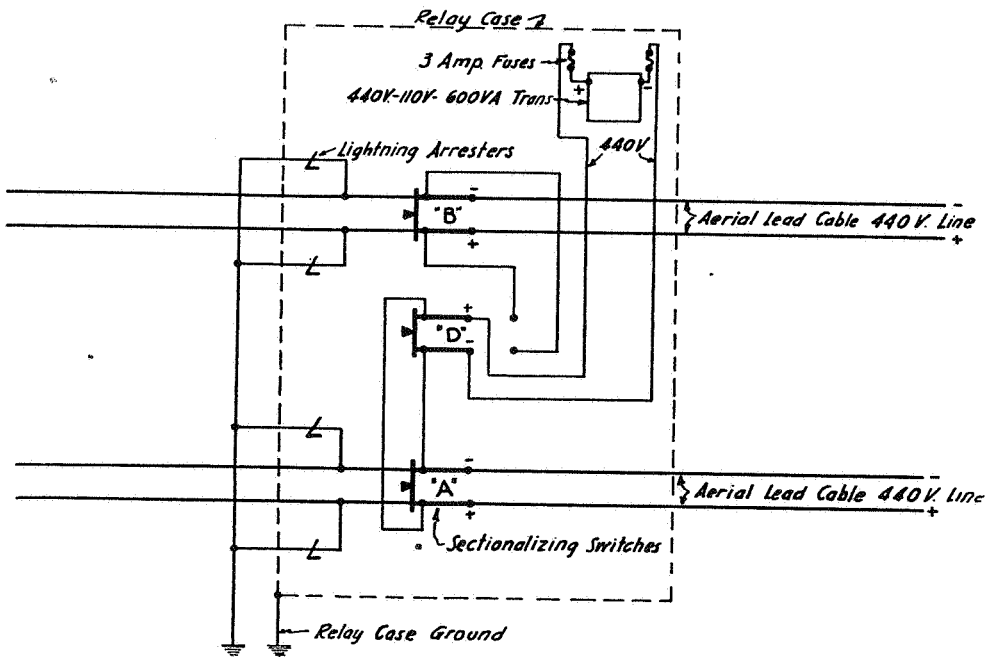 Relay Case
3 Amp. Fuses
+ -
440V-110V-600VA Trans
440V
Lightning Arresters
-
"B"
+
-
Aerial Lead Cable 440 V. Line
+
+
"D"
-
-
"A"
+
-
Aerial Lead Cable 440 V. Line
+
Sectionalizing Switches
Relay Case Ground